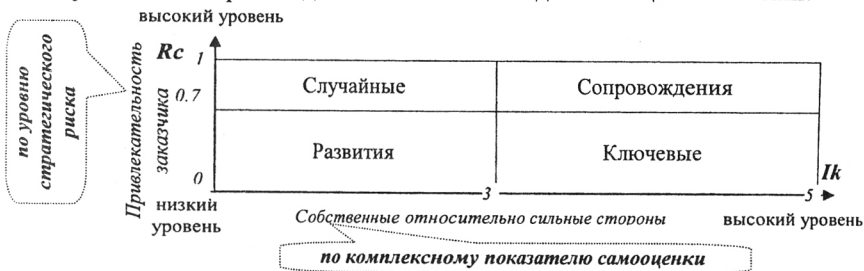 высокий уровень
Rc 1
Привлекательность
заказчика
по уровню
стратегического
риска
Случайные
Сопровождения
0.7
Развития
Ключевые
Ik
0
3
5
низкий
уровень
Собственные относительно сильные стороны
высокий уровень
по комплексному показателю самооценки